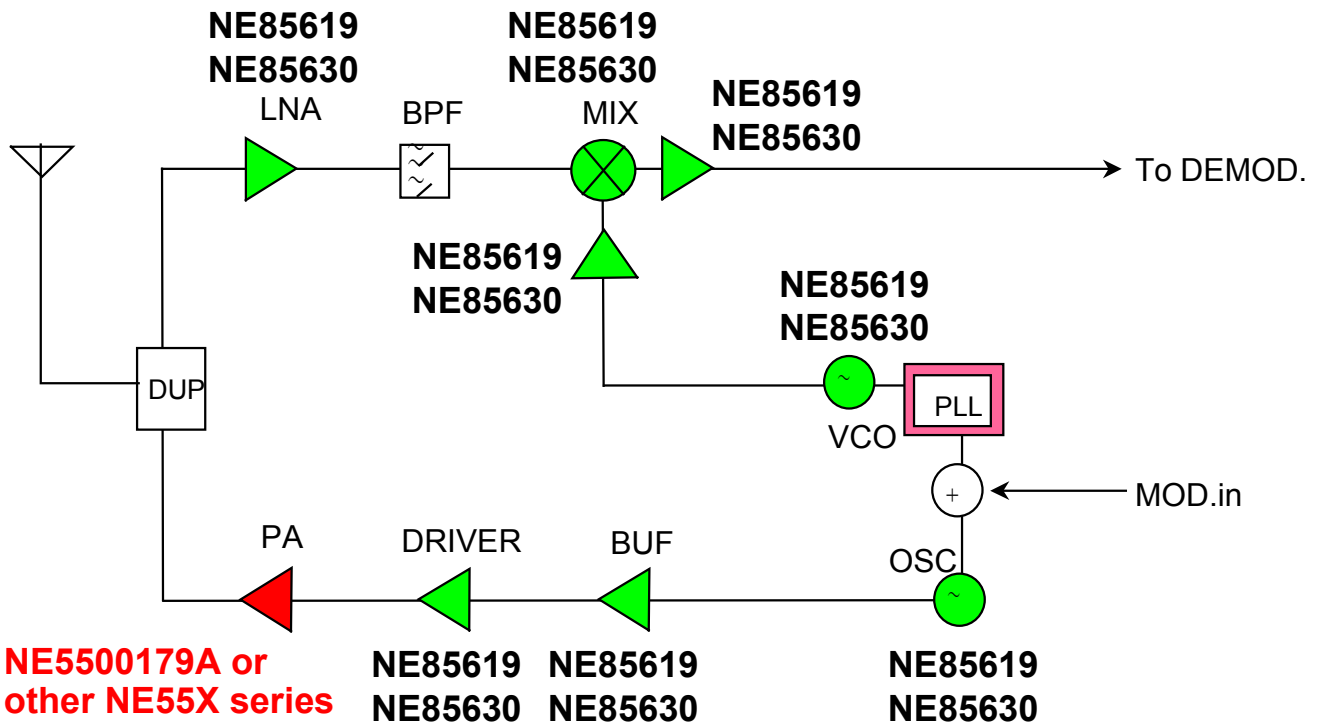 NE85619
NE85630
LNA
BPF
NE85619
NE85630
MIX
NE85619
NE85630
To DEMOD.
NE85619
NE85630
NE85619
NE85630
~
VCO
PLL
DUP
+
MOD.in
PA
DRIVER
BUF
OSC
~
NE5500179A or
other NE55X series
NE85619
NE85630
NE85619
NE85630
NE85619
NE85630